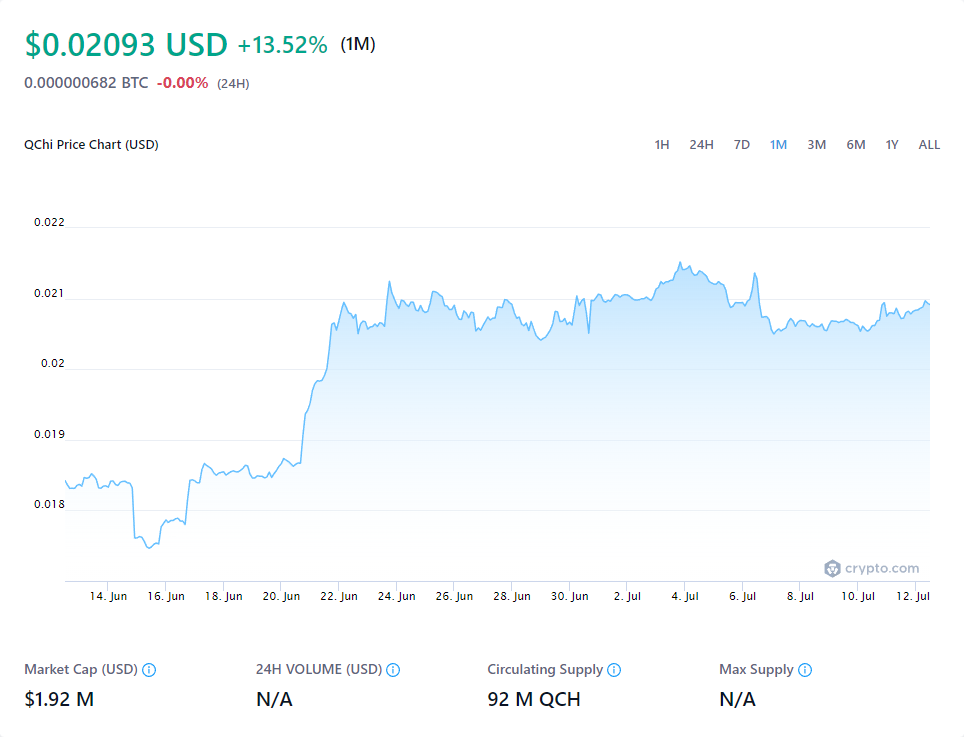 $0.02093 USD +13.52% (1M)
0.000000682 BTC -0.00% (24H)
QChi Price Chart (USD) 1H 24H 7D 1M 3M 6M 1Y ALL
0.022
0.021
0.02
0.019
0.018
crypto.com
14. Jun 16. Jun 18. Jun 20. Jun 22. Jun 24. Jun 26. Jun 28. Jun 30. Jun 2. Jul 4. Jul 6. Jul 8. Jul 10. Jul 12. Jul
Market Cap (USD) 24H VOLUME (USD) Circulating Supply Max Supply
$1.92 M N/A 92 M QCH N/A